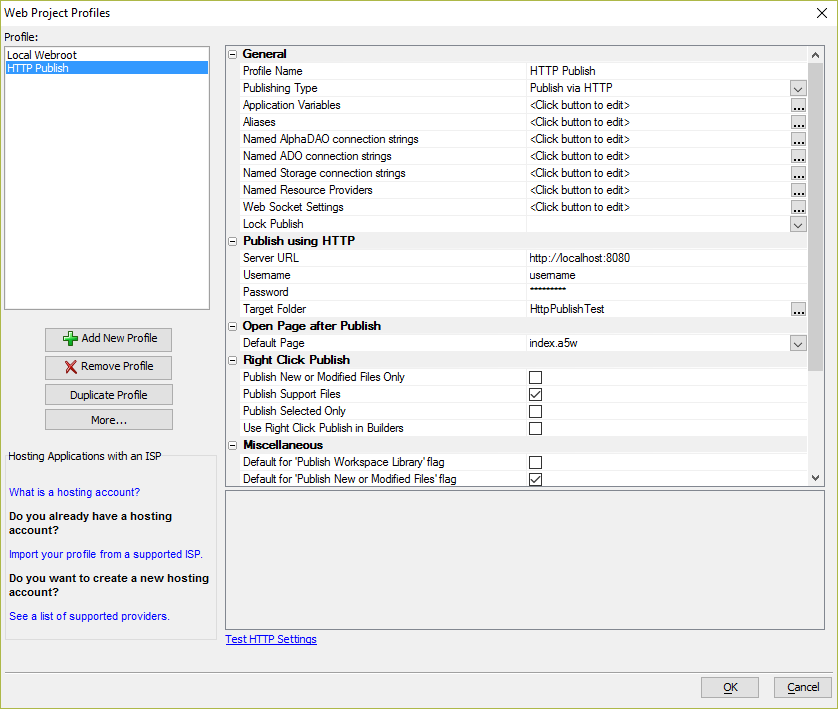 Web Project Profiles
Profile:
Local Webroot
HTTP Publish
Add New Profile
Remove Profile
Duplicate Profile
More...
Hosting Applications with an ISP
What is a hosting account?
Do you already have a hosting
account?
Import your profile from a supported ISP.
Do you want to create a new hosting
account?
See a list of supported providers.
General
Profile Name HTTP Publish
Publishing Type Publish via HTTP
Application Variables <Click button to edit> ...
Aliases <Click button to edit> ...
Named AlphaDAO connection strings <Click button to edit> ...
Named ADO connection strings <Click button to edit> ...
Named Storage connection strings <Click button to edit> ...
Named Resource Providers <Click button to edit> ...
Web Socket Settings <Click button to edit> ...
Lock Publish
Publish using HTTP
Server URL http://localhost:8080
Username username
Password *********
Target Folder HttpPublishTest ...
Open Page after Publish
Default Page index.a5w
Right Click Publish
Publish New or Modified Files Only
Publish Support Files
Publish Selected Only
Use Right Click Publish in Builders
Miscellaneous
Default for 'Publish Workspace Library' flag
Default for 'Publish New or Modified Files' flag
Test HTTP Settings
OK
Cancel